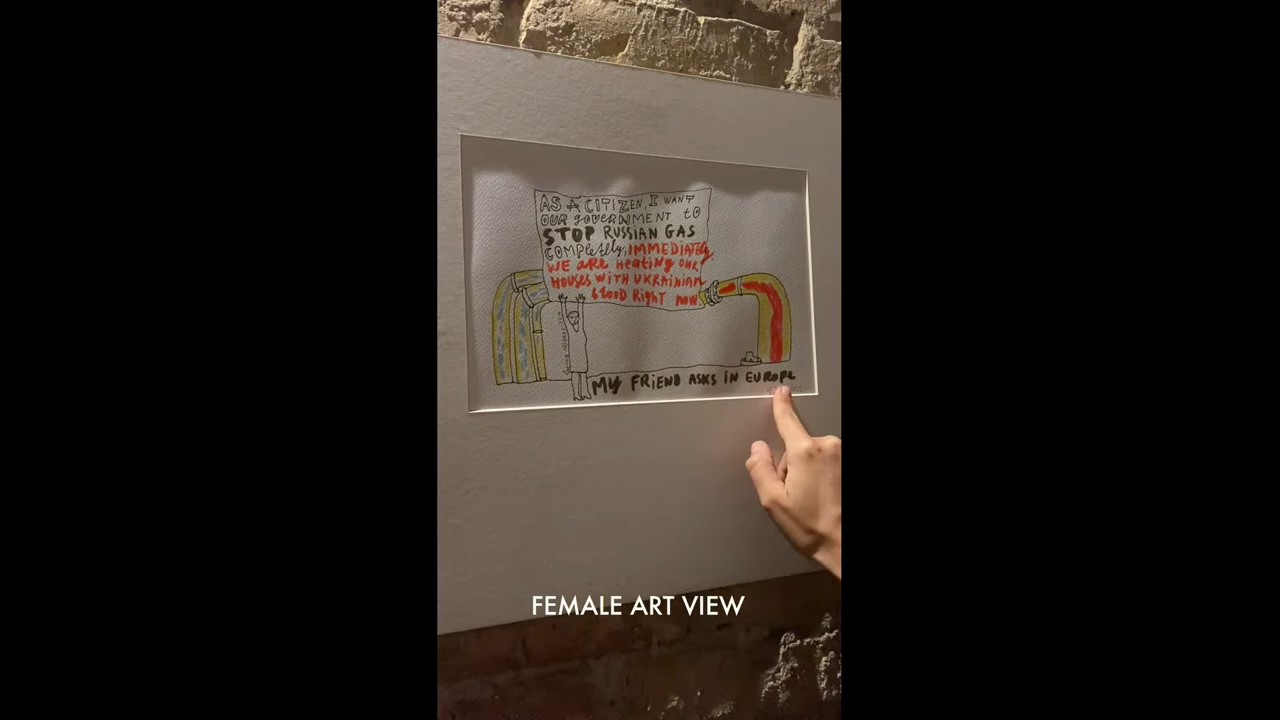 AS A CITIZEN, I WANT
OUR GOVERNMENT to
STOP RUSSIAN GAS
COMPLetely, IMMEDIATELY,
WE ARE HeAting OUR
HOUSES WITH UKRAINIAN
blOOD RigHT NOW
MY FRiEND ASKS iN EUROPE
FEMALE ART VIEW